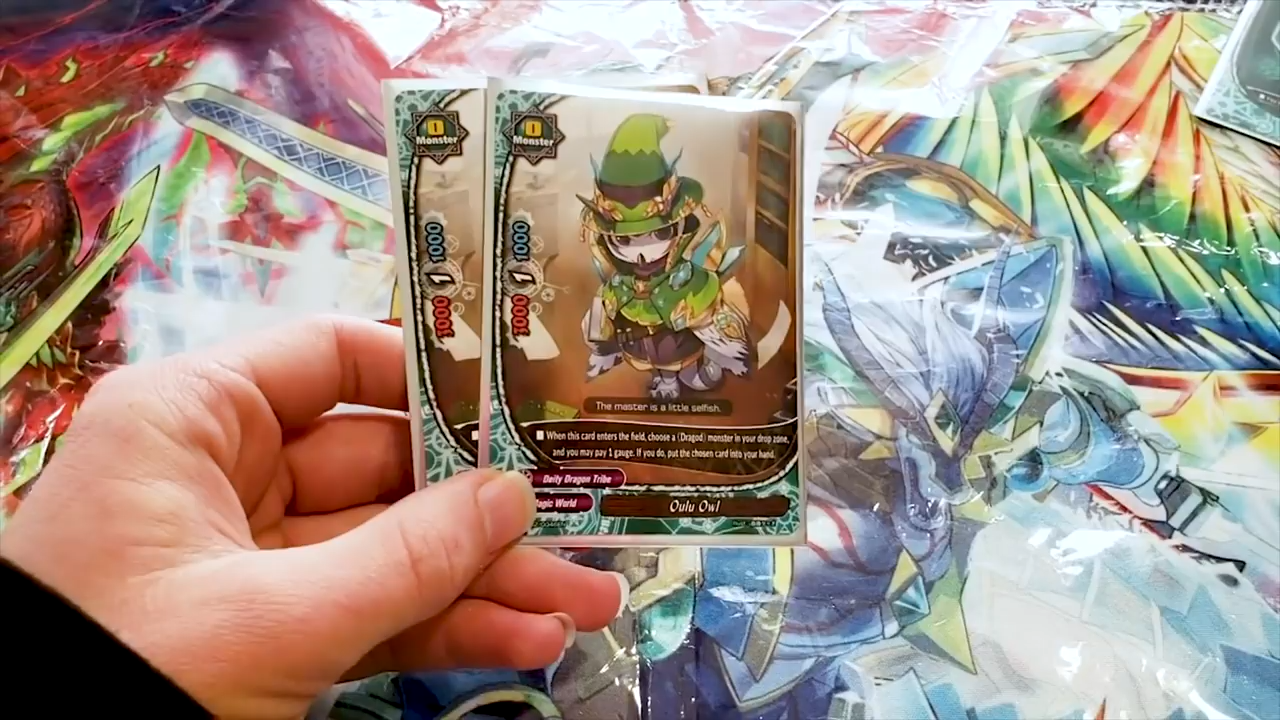 0
Monster
1000
1000
0
Monster
1000
1000
The master is a little selfish.
When this card enters the field, choose a《Dragod》monster in your drop zone,
and you may pay 1 gauge. If you do, put the chosen card into your hand.
Deity Dragon Tribe
Magic World
Oulu Owl